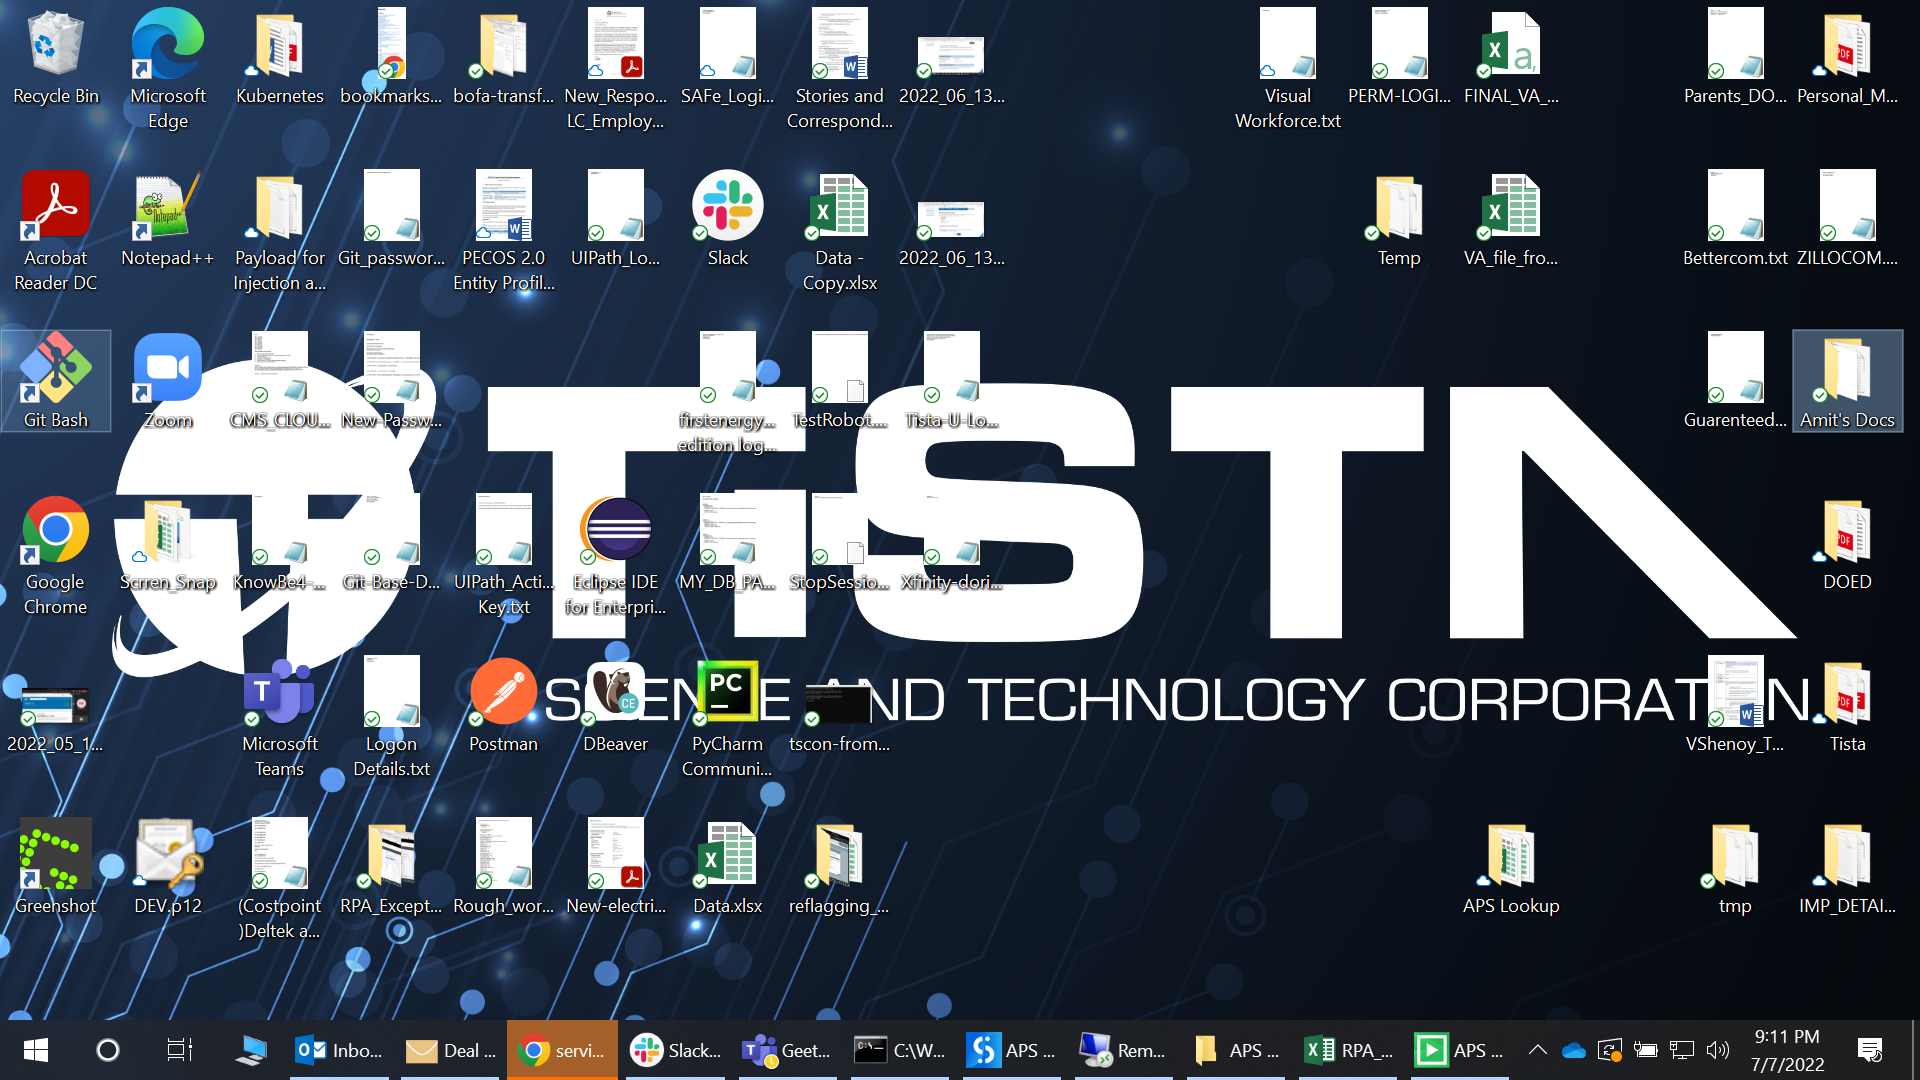 Recycle Bin
Microsoft
Edge
Kubernetes
bookmarks...
bofa-transf...
New_Respo...
LC_Employ...
SAFe_Logi...
Stories and
Correspond...
2022_06_13...
Visual
Workforce.txt
PERM-LOGI...
FINAL_VA_...
Parents_DO...
Personal_M...
Acrobat
Reader DC
Notepad++
Payload for
Injection a...
Git_passwor...
PECOS 2.0
Entity Profil...
UIPath_Lo...
Slack
Data -
Copy.xlsx
2022_06_13...
Temp
VA_file_fro...
Bettercom.txt
ZILLOCOM....
Git Bash
Zoom
CMS_CLOU...
New-Passw...
firstenergy...
edition log...
TestRobot....
Tista-U-Lo...
Guarenteed...
Amit's Docs
TiSTA
Google
Chrome
Scrren_Snap
KnowBe4-...
Git-Base-D...
UIPath_Acti...
Key.txt
Eclipse IDE
for Enterpri...
MY_DB_PA...
StopSessio...
Xfinity-dori...
DOED
SCIENCE AND TECHNOLOGY CORPORATION
2022_05_1...
Microsoft
Teams
Logon
Details.txt
Postman
DBeaver
CE
PC
PyCharm
Communi...
tscon-from...
VShenoy_T...
Tista
Greenshot
DEV.p12
(Costpoint
)Deltek a...
RPA_Except...
Rough_wor...
New-electri...
Data.xlsx
reflagging_...
APS Lookup
tmp
IMP_DETAI...
Inbo...
Deal ...
servi...
Slack...
Geet...
C:\W...
APS ...
Rem...
APS ...
RPA_...
APS ...
9:11 PM
7/7/2022